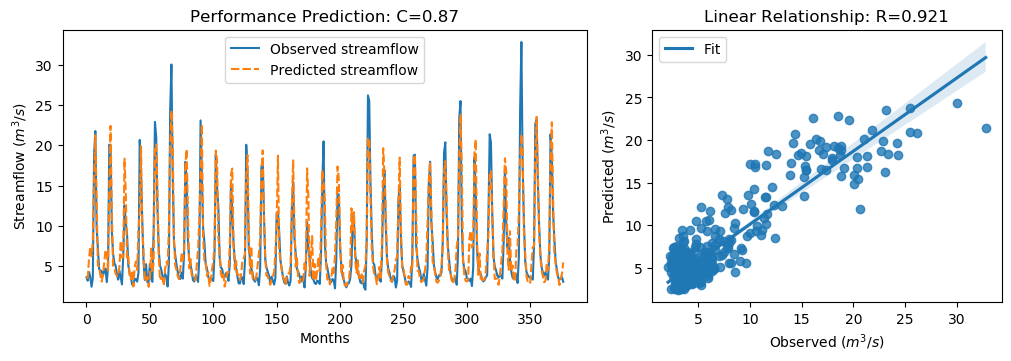 Performance Prediction: C=0.87
Observed streamflow
Predicted streamflow
Streamflow (m³/s)
30
25
20
15
10
5
0 50 100 150 200 250 300 350
Months
Linear Relationship: R=0.921
Fit
Predicted (m³/s)
30
25
20
15
10
5
5 10 15 20 25 30
Observed (m³/s)